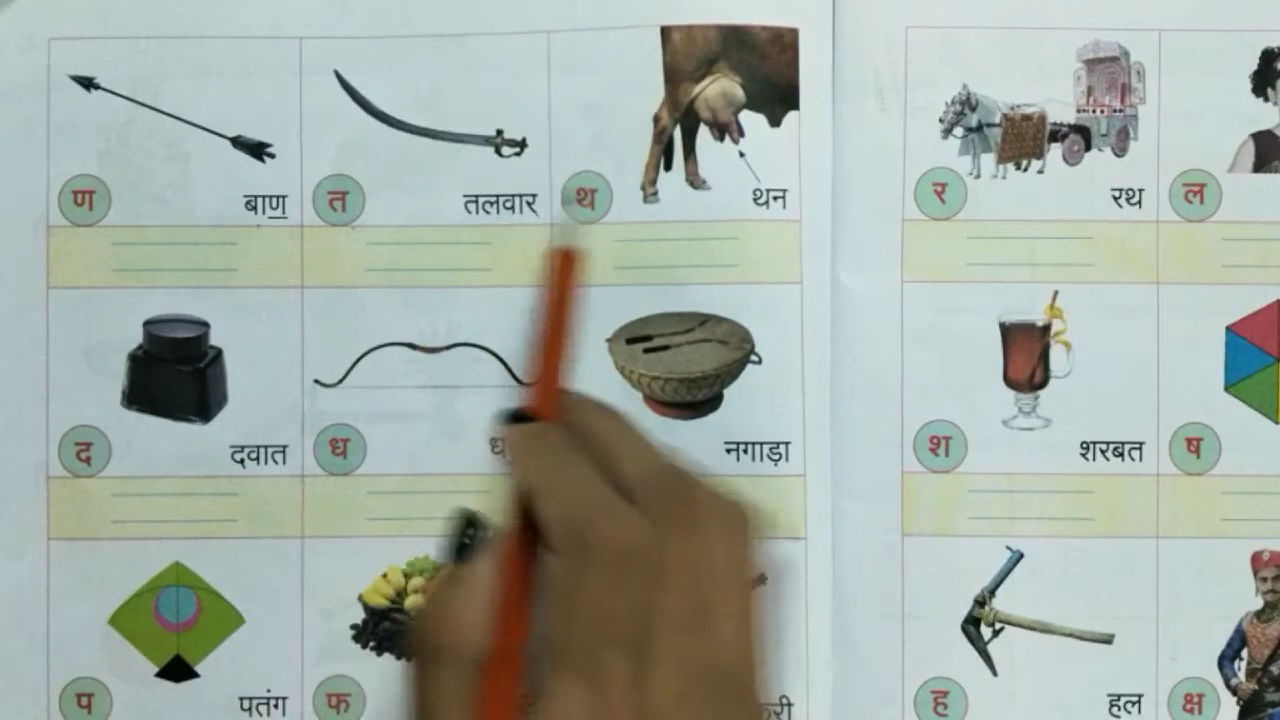 ण बाण
त तलवार
थ थन
द दवात
ध
नगाड़ा
प पतंग
फ
र रथ
ल
श शरबत
ष
ह हल
क्ष